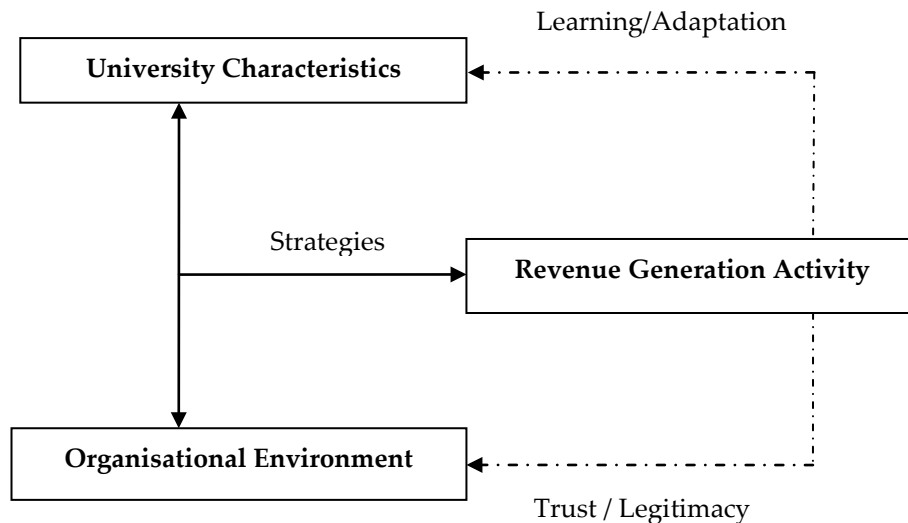 Learning/Adaptation
University Characteristics
Strategies
Revenue Generation Activity
Organisational Environment
Trust / Legitimacy